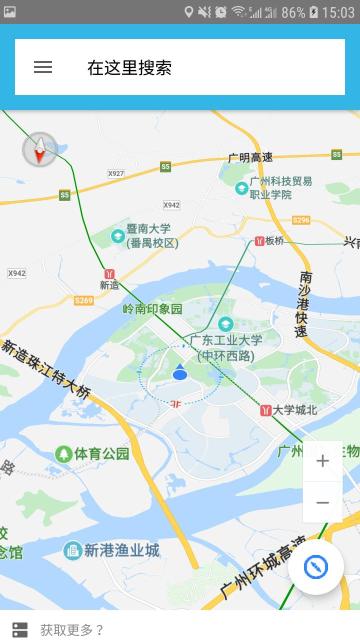 86% 15:03
在这里搜索
广明高速
S5
X927
S5
广州科技贸易
职业学院
X942
S296
暨南大学
(番禺校区)
板桥
兴南
X942
新造
南沙港快速
S269
岭南印象园
广东工业大学
(中环西路)
新造珠江特大桥
北
大学城北
体育公园
广州
生物
路
校
念馆
新港渔业城
广州环城高速
+
−
获取更多？